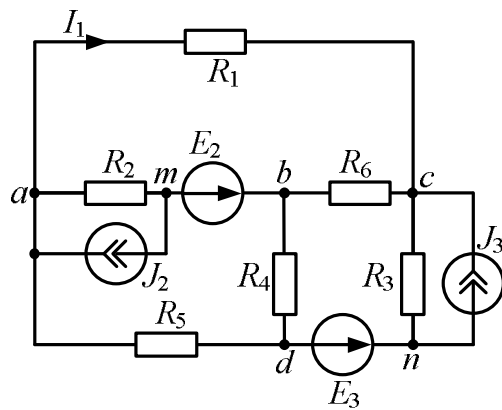 I₁
R₁
E₂
a R₂ m b R₆ c
J₂ R₄ R₃ J₃
R₅
d n
E₃